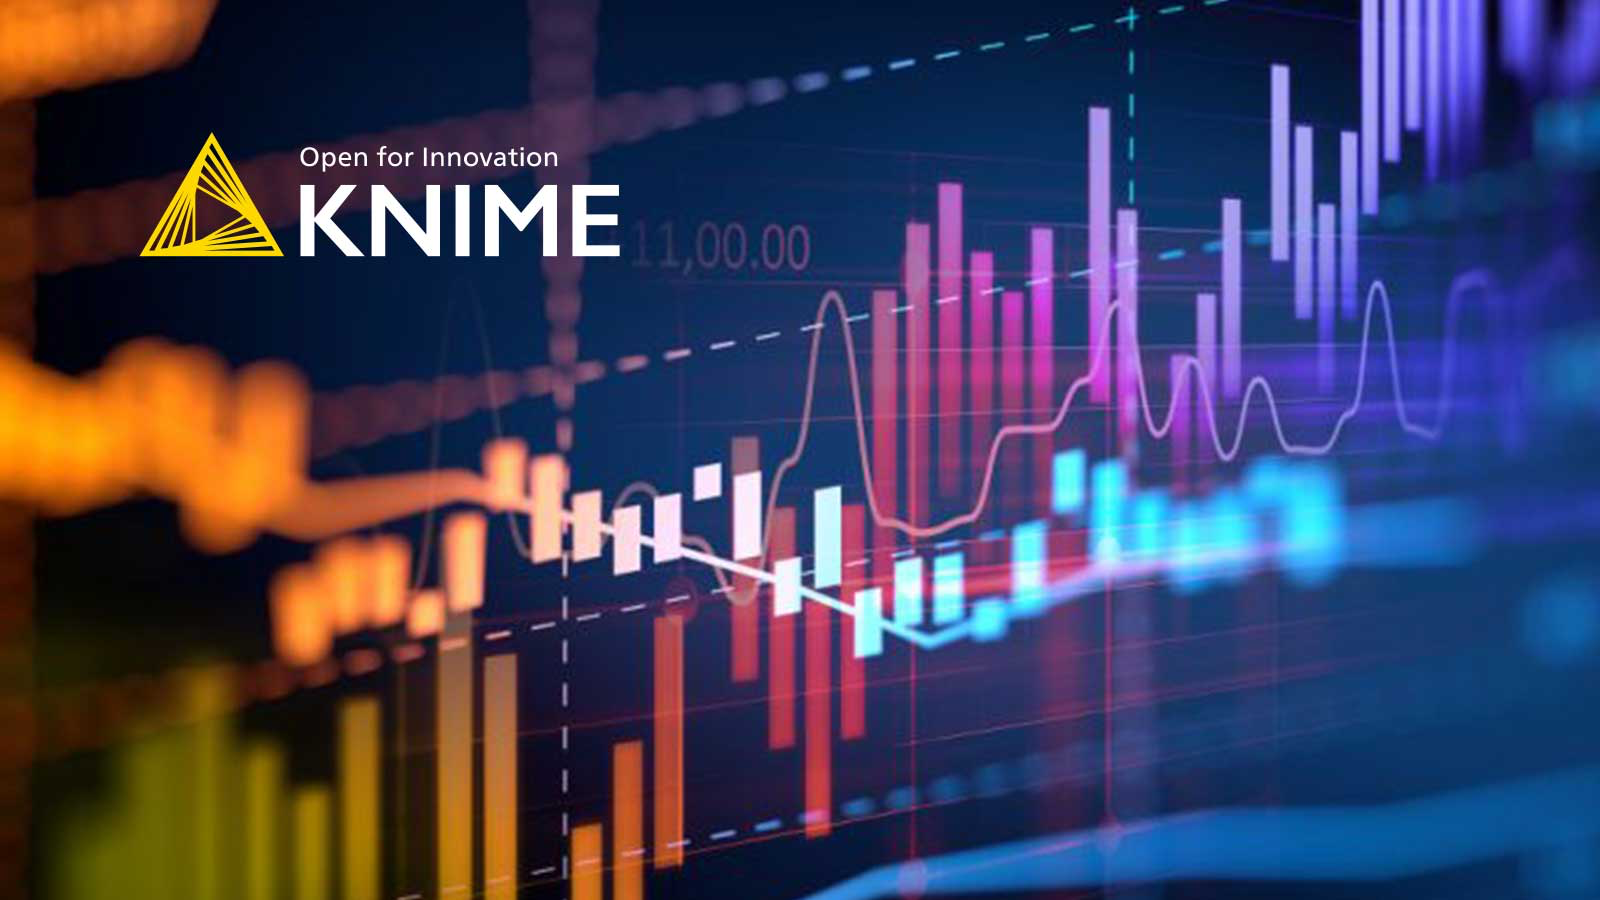 Open for Innovation
KNIME
11,00.00